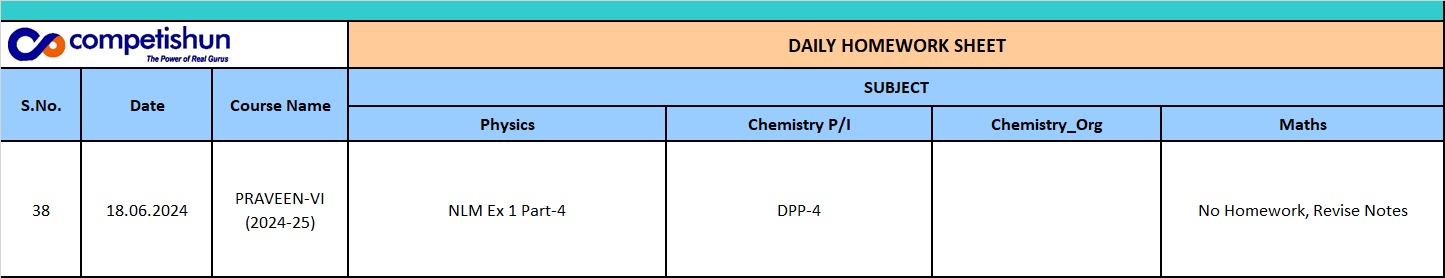 competishun
The Power of Real Gurus
DAILY HOMEWORK SHEET
S.No.
Date
Course Name
SUBJECT
Physics
Chemistry P/I
Chemistry_Org
Maths
38
18.06.2024
PRAVEEN-VI
(2024-25)
NLM Ex 1 Part-4
DPP-4
No Homework, Revise Notes